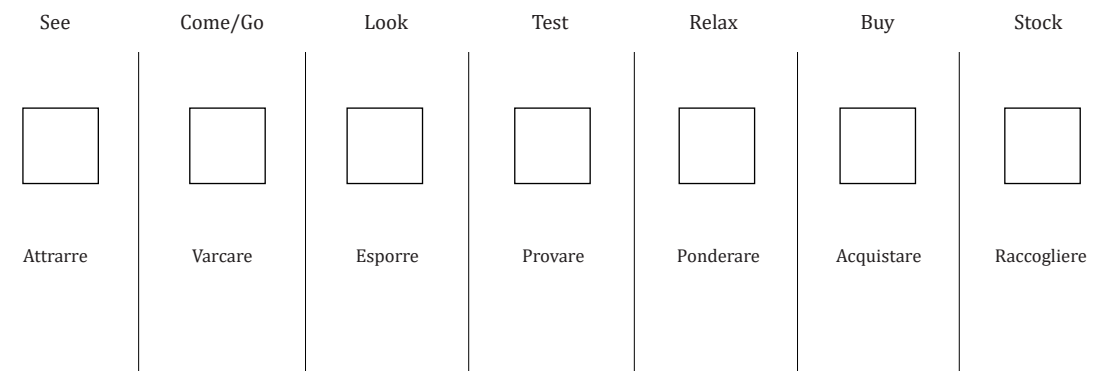 See Come/Go Look Test Relax Buy Stock
Attrarre Varcare Esporre Provare Ponderare Acquistare Raccogliere